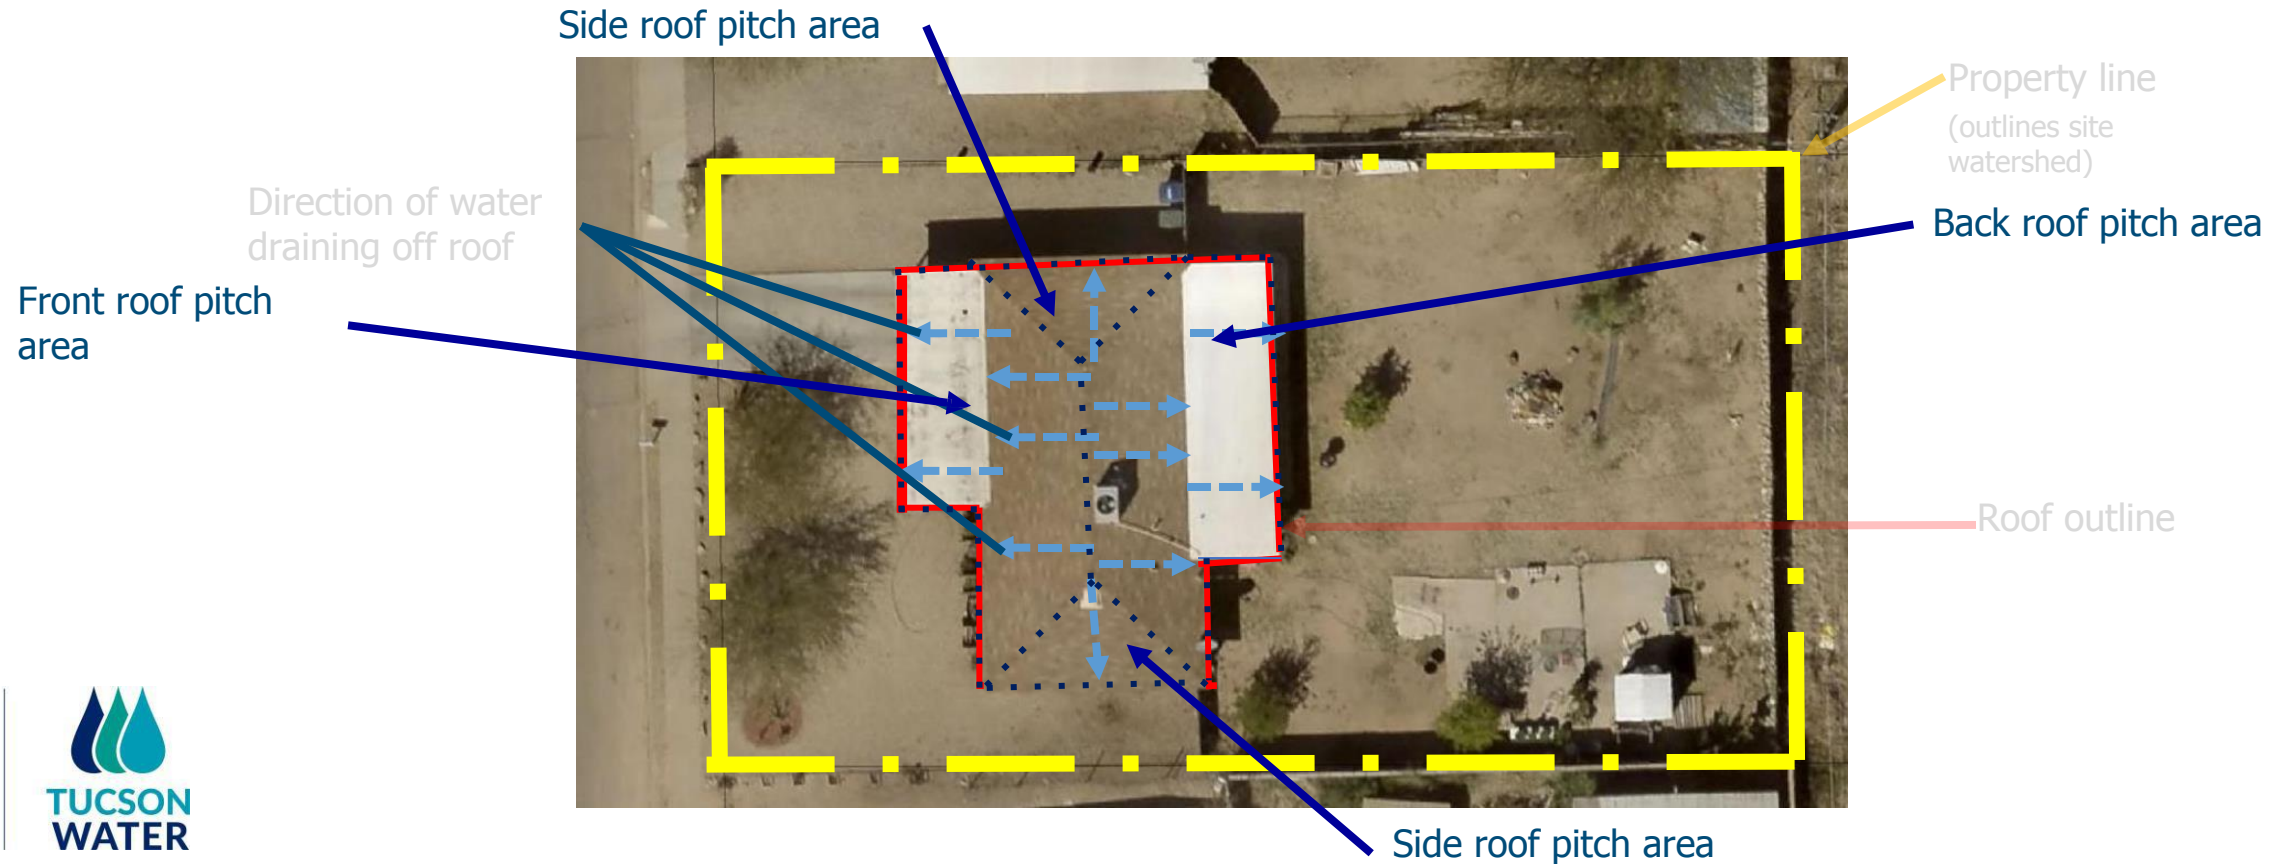 Side roof pitch area
Property line
(outlines site
watershed)
Direction of water
draining off roof
Back roof pitch area
Front roof pitch
area
Roof outline
TUCSON
WATER
Side roof pitch area